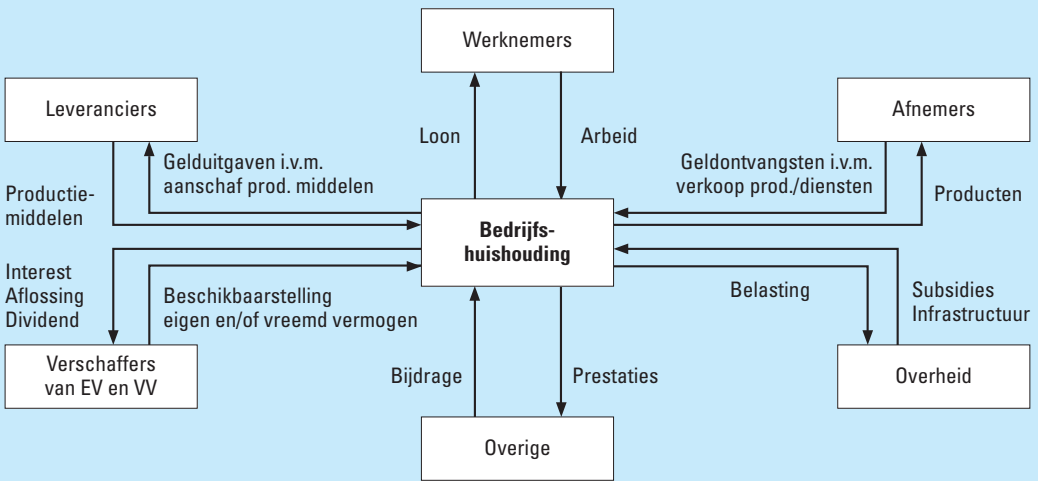 Werknemers
Leveranciers
Afnemers
Loon
Arbeid
Gelduitgaven i.v.m.
aanschaf prod. middelen
Geldontvangsten i.v.m.
verkoop prod./diensten
Productie-
middelen
Producten
Bedrijfs-
huishouding
Interest
Aflossing
Dividend
Beschikbaarstelling
eigen en/of vreemd vermogen
Belasting
Subsidies
Infrastructuur
Verschaffers
van EV en VV
Bijdrage
Prestaties
Overheid
Overige